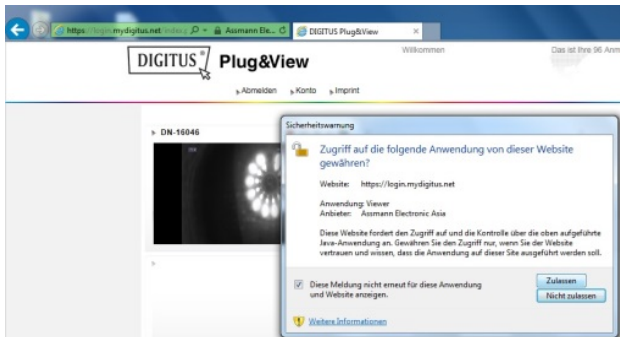 https://login.mydigitus.net/index.p
Assmann Ele...
DIGITUS Plug&View
DIGITUS
Plug&View
Willkommen
Das ist Ihre 96 Anm
Abmelden
Konto
Imprint
DN-16046
Sicherheitswarnung
Zugriff auf die folgende Anwendung von dieser Website
gewähren?
Website: https://login.mydigitus.net
Anwendung: Viewer
Anbieter: Assmann Electronic Asia
Diese Website fordert den Zugriff auf und die Kontrolle über die oben aufgeführte
Java-Anwendung an. Gewähren Sie den Zugriff nur, wenn Sie der Website
vertrauen und wissen, dass die Anwendung auf dieser Site ausgeführt werden soll.
Diese Meldung nicht erneut für diese Anwendung
und Website anzeigen.
Zulassen
Nicht zulassen
Weitere Informationen